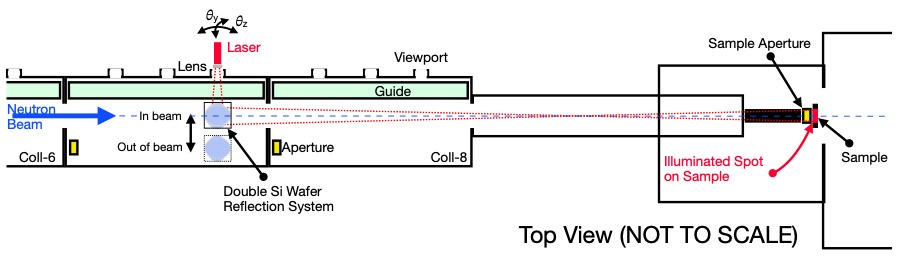 θy
θz
Laser
Lens
Viewport
Sample Aperture
Guide
Neutron
Beam
In beam
Out of beam
Aperture
Coll-6
Coll-8
Illuminated Spot
on Sample
Sample
Double Si Wafer
Reflection System
Top View (NOT TO SCALE)